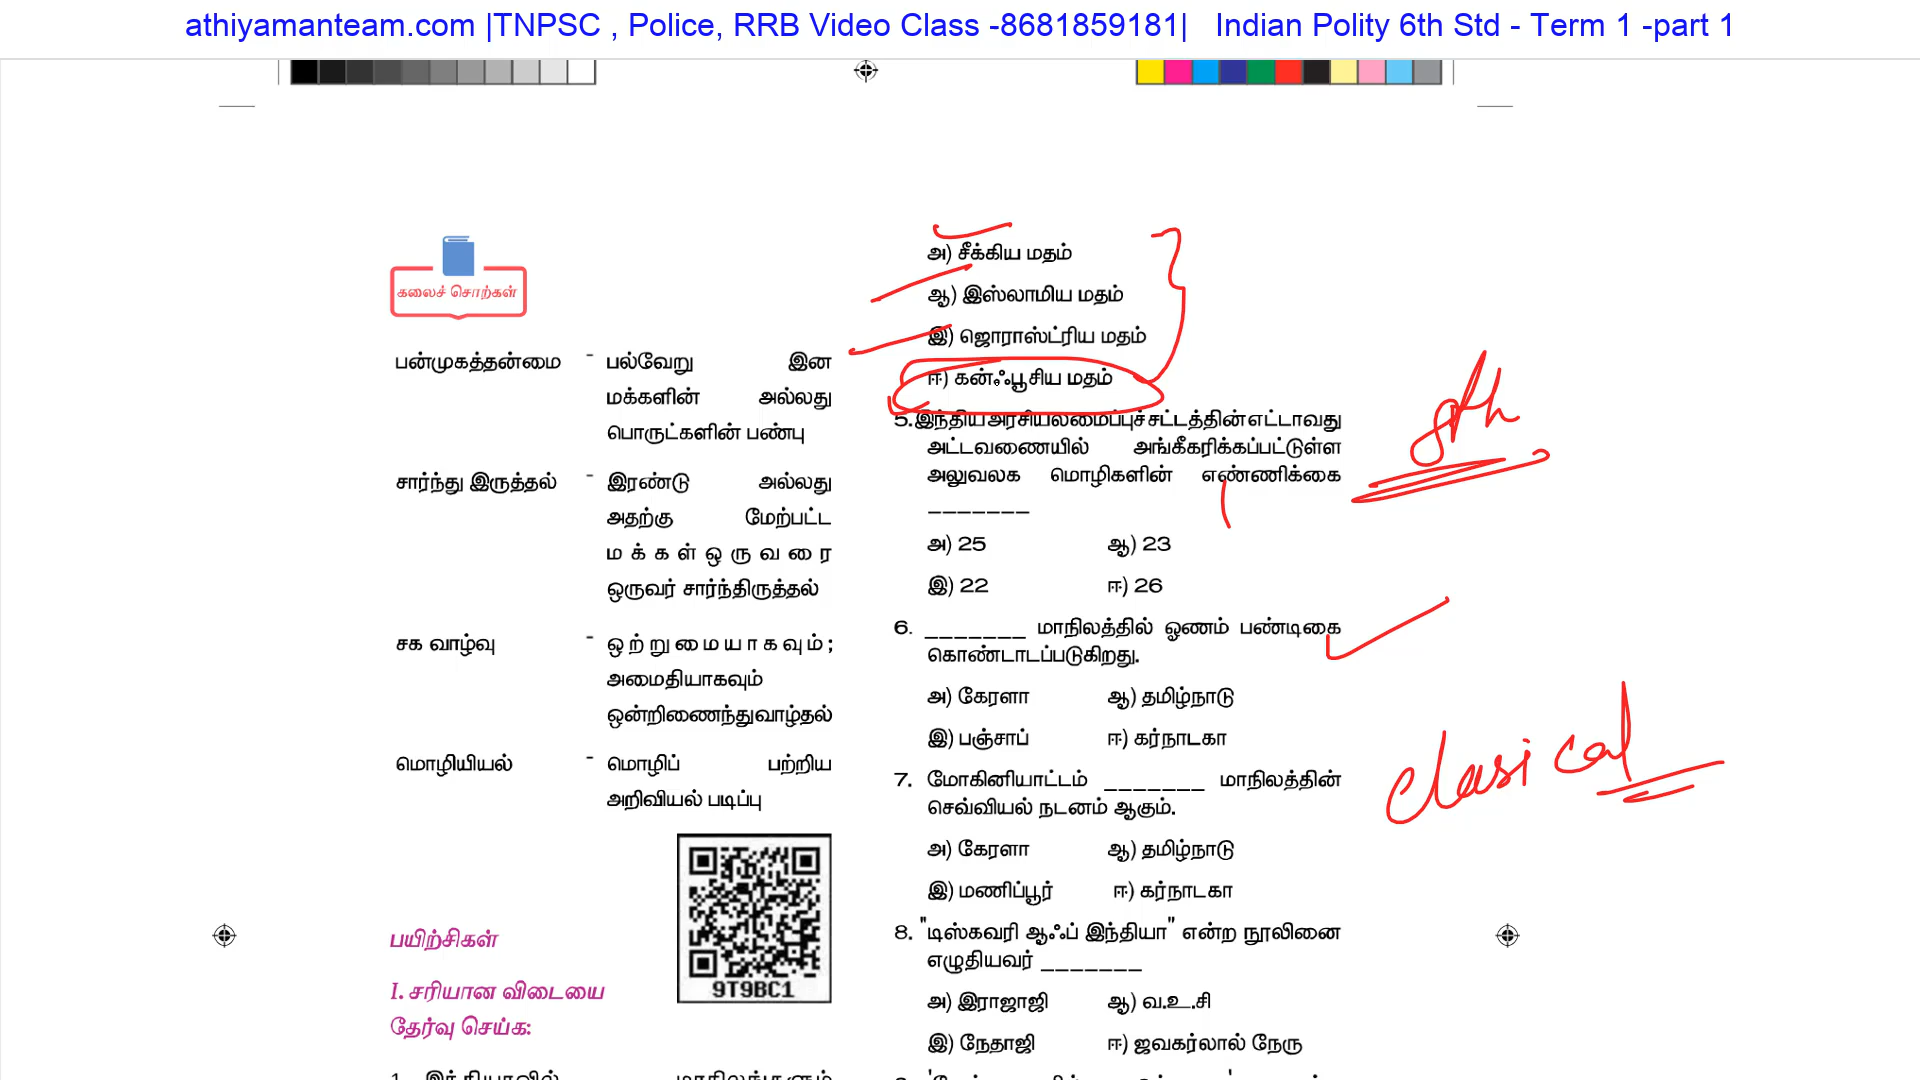 athiyamanteam.com |TNPSC , Police, RRB Video Class -8681859181|   Indian Polity 6th Std - Term 1 -part 1
கலைச் சொற்கள்
பன்முகத்தன்மை - பல்வேறு இன
மக்களின் அல்லது
பொருட்களின் பண்பு
சார்ந்து இருத்தல் - இரண்டு அல்லது
அதற்கு மேற்பட்ட
மக்கள் ஒருவரை
ஒருவர் சார்ந்திருத்தல்
சக வாழ்வு - ஒற்றுமையாகவும்;
அமைதியாகவும்
ஒன்றிணைந்துவாழ்தல்
மொழியியல் - மொழிப் பற்றிய
அறிவியல் படிப்பு
9T9BC1
பயிற்சிகள்
I. சரியான விடையை
தேர்வு செய்க:
அ) சீக்கிய மதம்
ஆ) இஸ்லாமிய மதம்
இ) ஜொராஸ்ட்ரிய மதம்
ஈ) கன்ஃபூசிய மதம்
5. இந்திய அரசியலமைப்புச் சட்டத்தின் எட்டாவது
அட்டவணையில் அங்கீகரிக்கப்பட்டுள்ள
அலுவலக மொழிகளின் எண்ணிக்கை
_______
அ) 25 ஆ) 23
இ) 22 ஈ) 26
6. _______ மாநிலத்தில் ஓணம் பண்டிகை
கொண்டாடப்படுகிறது.
அ) கேரளா ஆ) தமிழ்நாடு
இ) பஞ்சாப் ஈ) கர்நாடகா
7. மோகினியாட்டம் _______ மாநிலத்தின்
செவ்வியல் நடனம் ஆகும்.
அ) கேரளா ஆ) தமிழ்நாடு
இ) மணிப்பூர் ஈ) கர்நாடகா
8. "டிஸ்கவரி ஆஃப் இந்தியா" என்ற நூலினை
எழுதியவர் _______
அ) இராஜாஜி ஆ) வ.உ.சி
இ) நேதாஜி ஈ) ஜவகர்லால் நேரு
8th
clasical